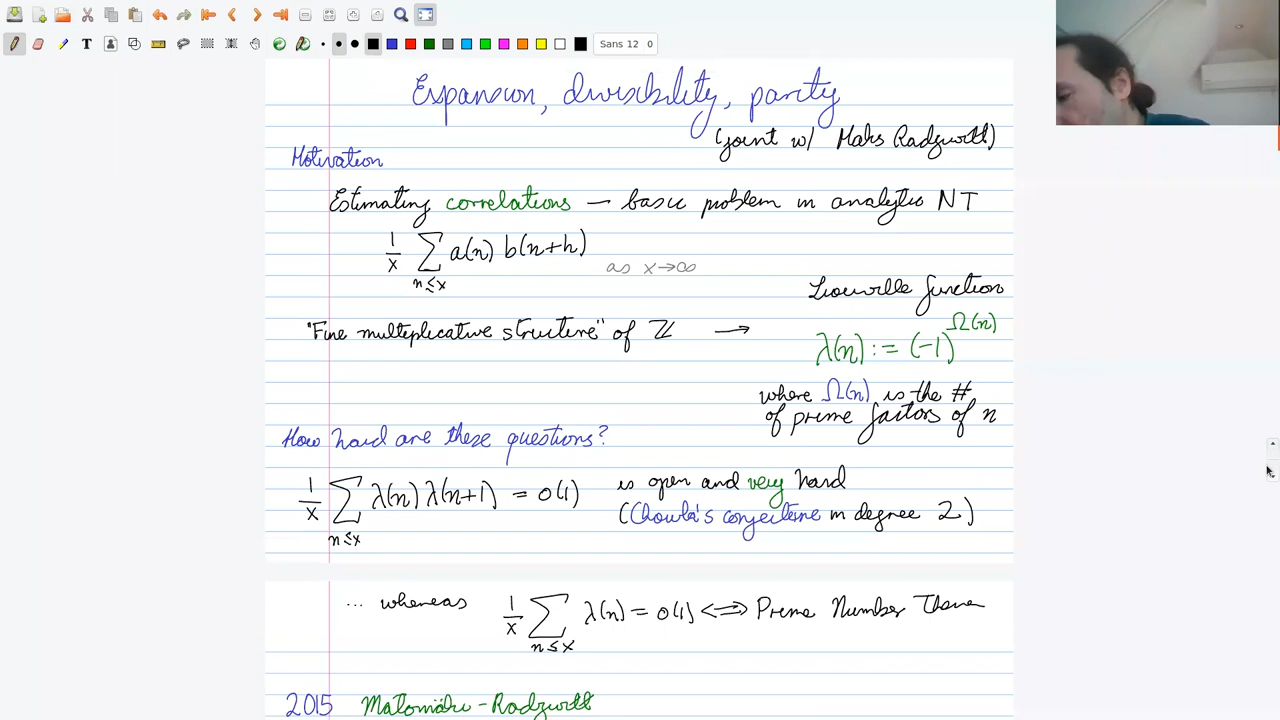 Sans 12 0
Expansion, divisibility, parity
(joint w/ Maks Radziwiłł)
Motivation
Estimating correlations — basic problem in analytic NT
1/x ∑_{n≤x} a(n) b(n+h)
as x→∞
Liouville function
"Fine multiplicative structure" of ℤ →
λ(n) := (-1)^{Ω(n)}
where Ω(n) is the #
of prime factors of n
How hard are these questions?
1/x ∑_{n≤x} λ(n) λ(n+1) = o(1) is open and very hard
(Chowla's conjecture in degree 2)
... whereas 1/x ∑_{n≤x} λ(n) = o(1) ⟺ Prime Number Theorem
2015 Matomäki-Radziwiłł